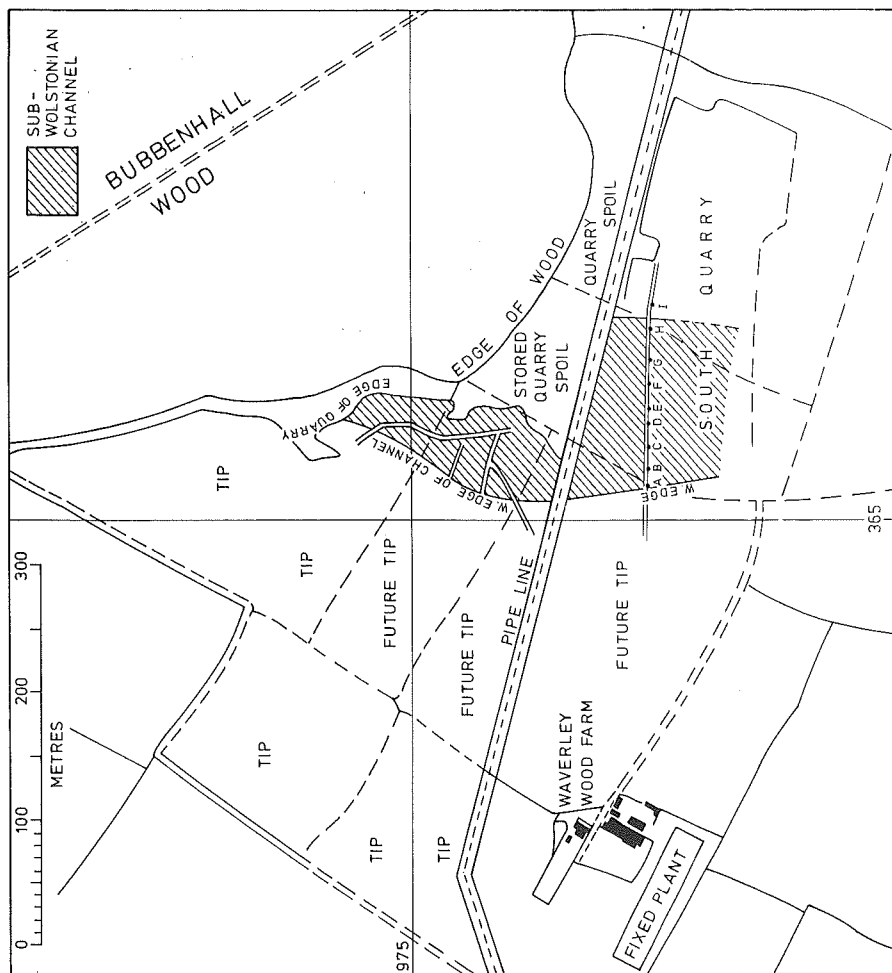 SUB-
WOLSTONIAN
CHANNEL
BUBBENHALL
WOOD
METRES
0
100
200
300
EDGE OF WOOD
EDGE OF QUARRY
W. EDGE OF CHANNEL
STORED
QUARRY
SPOIL
QUARRY
SPOIL
TIP
TIP
TIP
TIP
TIP
FUTURE TIP
FUTURE TIP
FUTURE TIP
PIPE LINE
975
365
W. EDGE
A B C D E F G H I
SOUTH QUARRY
WAVERLEY
WOOD FARM
FIXED PLANT